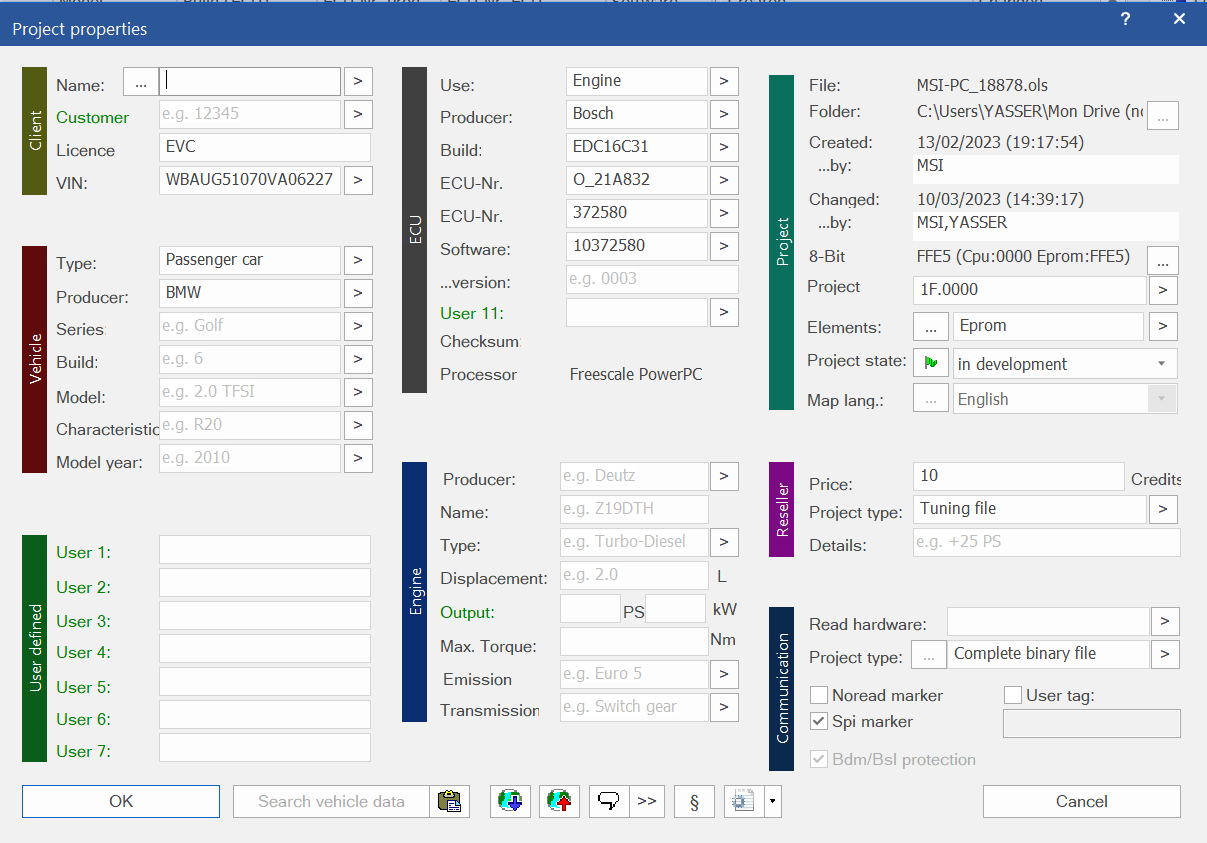 Project properties
?
Client
Name: ... >
Customer e.g. 12345 >
Licence EVC
VIN: WBAUG51070VA06227 >
Vehicle
Type: Passenger car >
Producer: BMW >
Series: e.g. Golf >
Build: e.g. 6 >
Model: e.g. 2.0 TFSI >
Characteristic e.g. R20 >
Model year: e.g. 2010 >
User defined
User 1:
User 2:
User 3:
User 4:
User 5:
User 6:
User 7:
ECU
Use: Engine >
Producer: Bosch >
Build: EDC16C31 >
ECU-Nr. O_21A832 >
ECU-Nr. 372580 >
Software: 10372580 >
...version: e.g. 0003
User 11: >
Checksum:
Processor Freescale PowerPC
Engine
Producer: e.g. Deutz >
Name: e.g. Z19DTH
Type: e.g. Turbo-Diesel >
Displacement: e.g. 2.0 L
Output: PS kW
Max. Torque: Nm
Emission e.g. Euro 5 >
Transmission e.g. Switch gear >
Project
File: MSI-PC_18878.ols
Folder: C:\Users\YASSER\Mon Drive (no ...
Created: 13/02/2023 (19:17:54)
...by: MSI
Changed: 10/03/2023 (14:39:17)
...by: MSI,YASSER
8-Bit FFE5 (Cpu:0000 Eprom:FFE5) ...
Project 1F.0000 >
Elements: ... Eprom >
Project state: in development
Map lang.: ... English
Reseller
Price: 10 Credits
Project type: Tuning file >
Details: e.g. +25 PS
Communication
Read hardware: >
Project type: ... Complete binary file >
Noread marker User tag:
Spi marker
Bdm/Bsl protection
OK Search vehicle data >> § Cancel